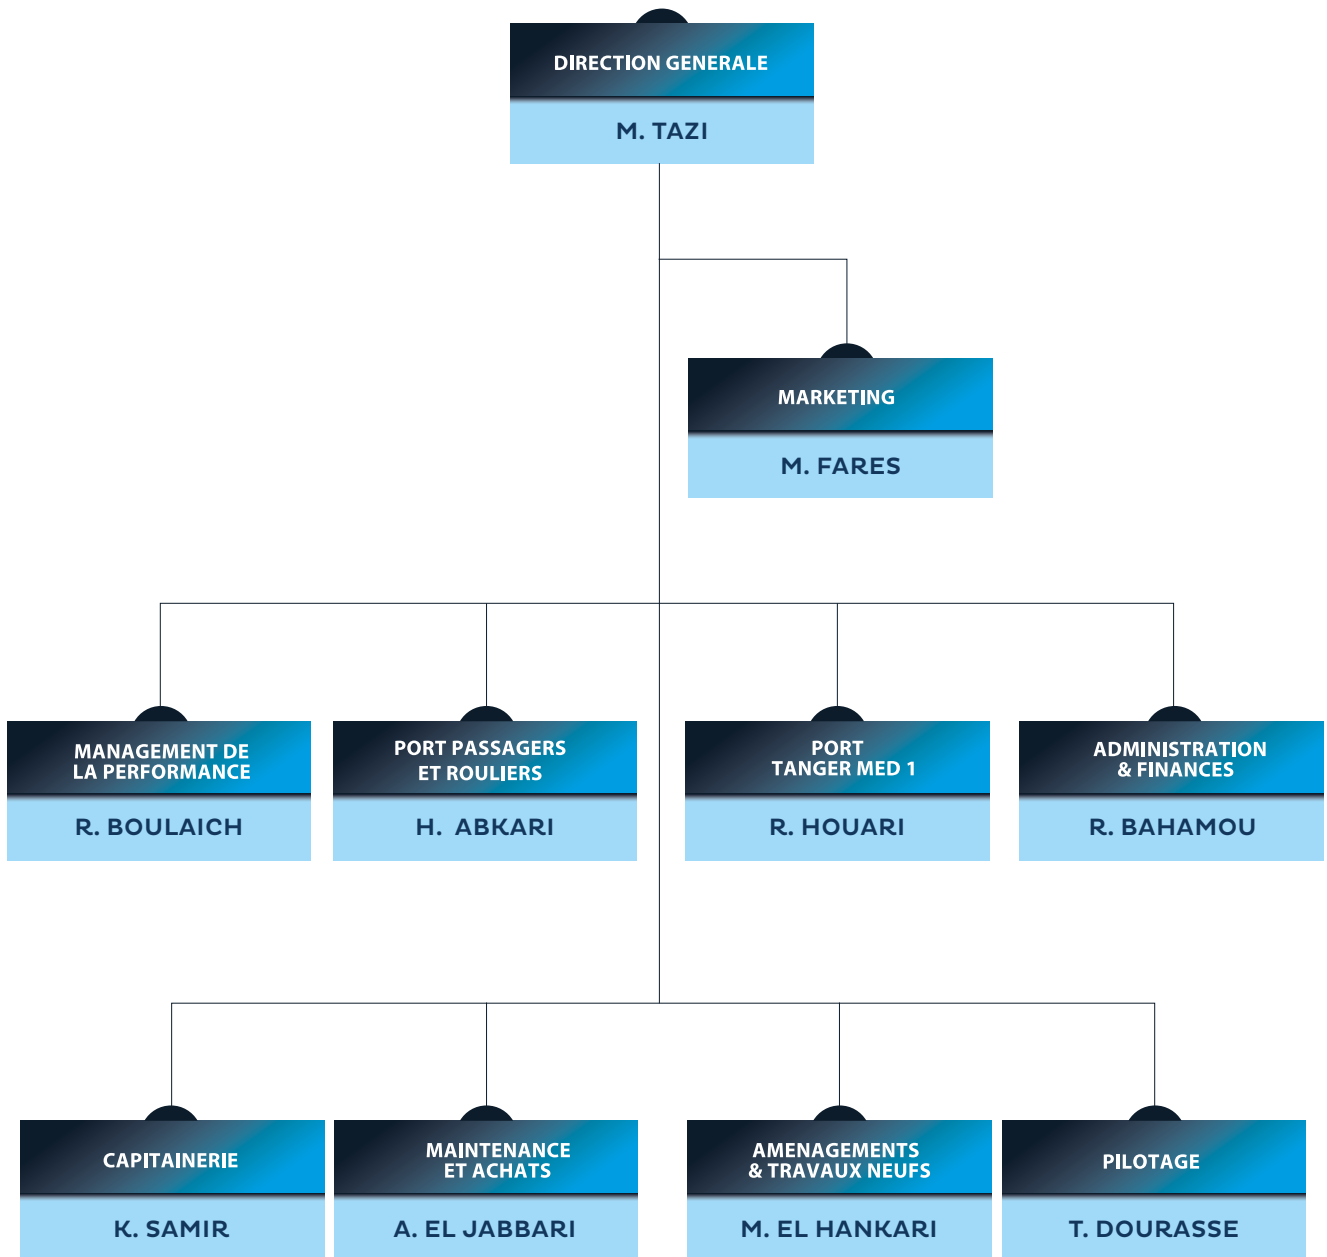 DIRECTION GENERALE
M. TAZI
MARKETING
M. FARES
MANAGEMENT DE
LA PERFORMANCE
R. BOULAICH
PORT PASSAGERS
ET ROULIERS
H. ABKARI
PORT
TANGER MED 1
R. HOUARI
ADMINISTRATION
& FINANCES
R. BAHAMOU
CAPITAINERIE
K. SAMIR
MAINTENANCE
ET ACHATS
A. EL JABBARI
AMENAGEMENTS
& TRAVAUX NEUFS
M. EL HANKARI
PILOTAGE
T. DOURASSE